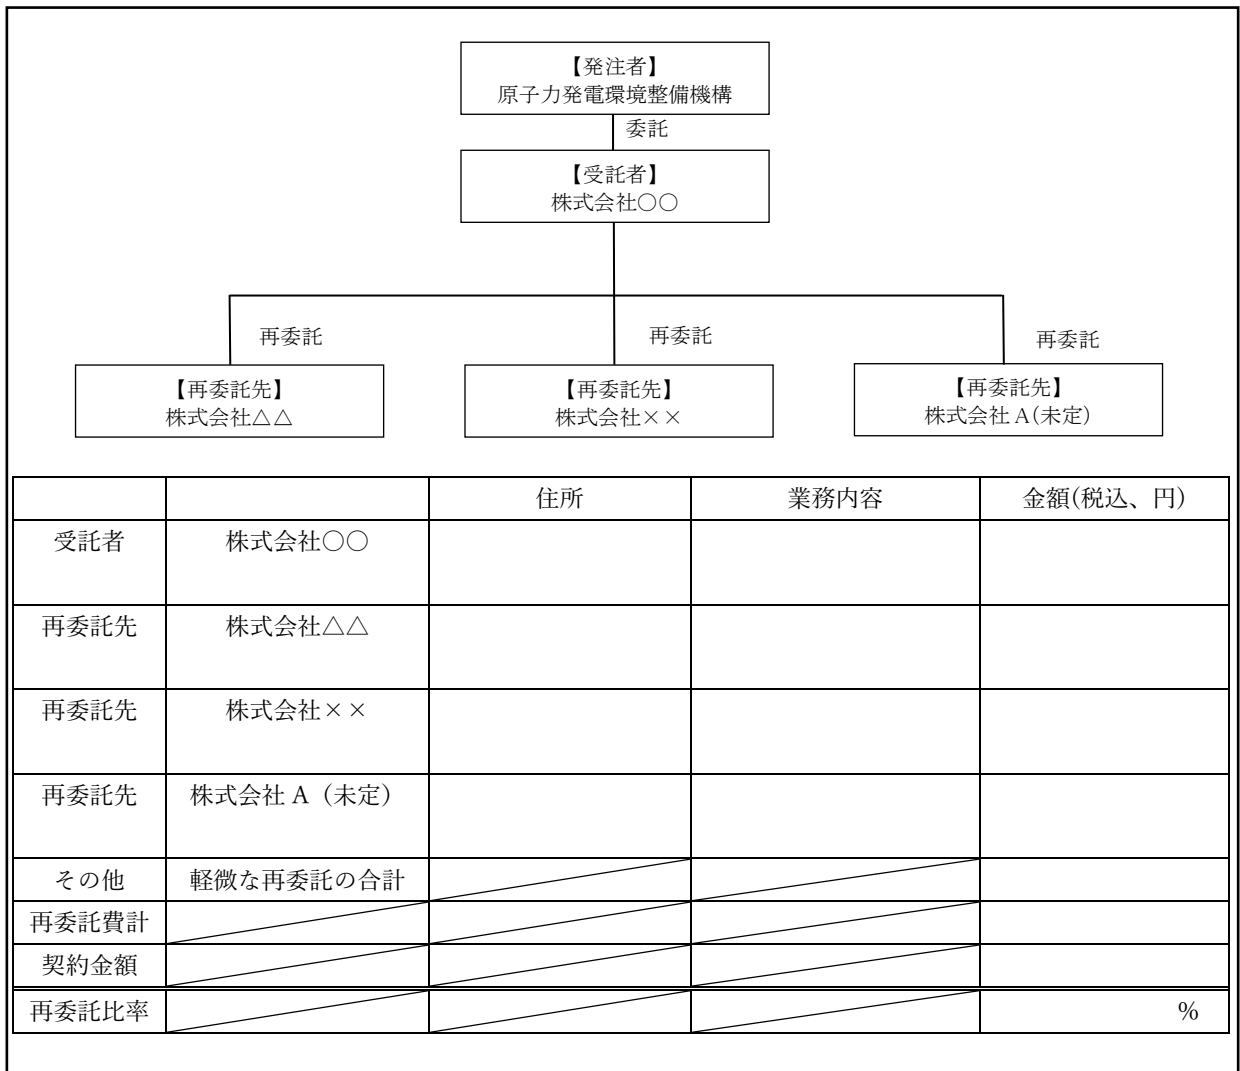 【発注者】
原子力発電環境整備機構
委託
【受託者】
株式会社○○
再委託
再委託
再委託
【再委託先】
株式会社△△
【再委託先】
株式会社××
【再委託先】
株式会社A(未定)
住所 業務内容 金額(税込、円)
受託者 株式会社○○
再委託先 株式会社△△
再委託先 株式会社××
再委託先 株式会社 A（未定）
その他 軽微な再委託の合計
再委託費計
契約金額
再委託比率 %